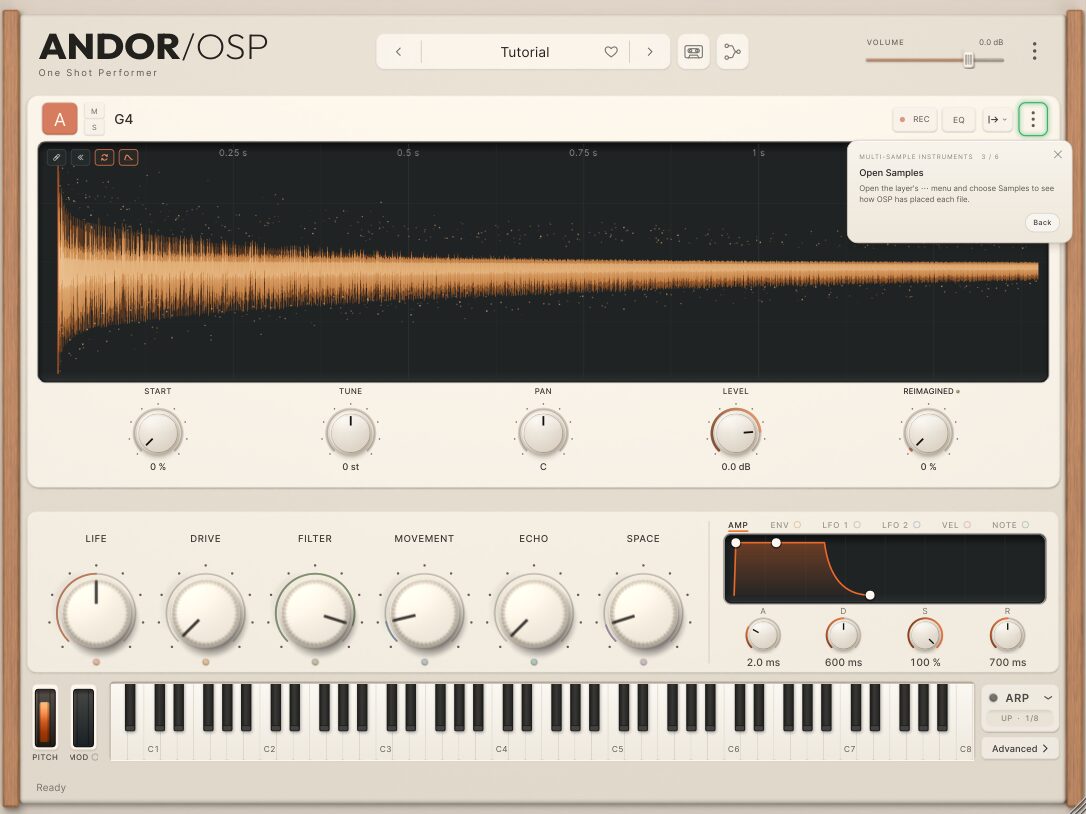 ANDOR/OSP
One Shot Performer
Tutorial
VOLUME 0.0 dB
A
M
S
G4
REC
EQ
0.25 s 0.5 s 0.75 s 1 s
MULTI-SAMPLE INSTRUMENTS 3 / 6
Open Samples
Open the layer's ··· menu and choose Samples to see
how OSP has placed each file.
Back
START TUNE PAN LEVEL REIMAGINED
0 % 0 st C 0.0 dB 0 %
LIFE DRIVE FILTER MOVEMENT ECHO SPACE
AMP ENV LFO 1 LFO 2 VEL NOTE
A D S R
2.0 ms 600 ms 100 % 700 ms
PITCH MOD
C1 C2 C3 C4 C5 C6 C7 C8
ARP
UP · 1/8
Advanced
Ready